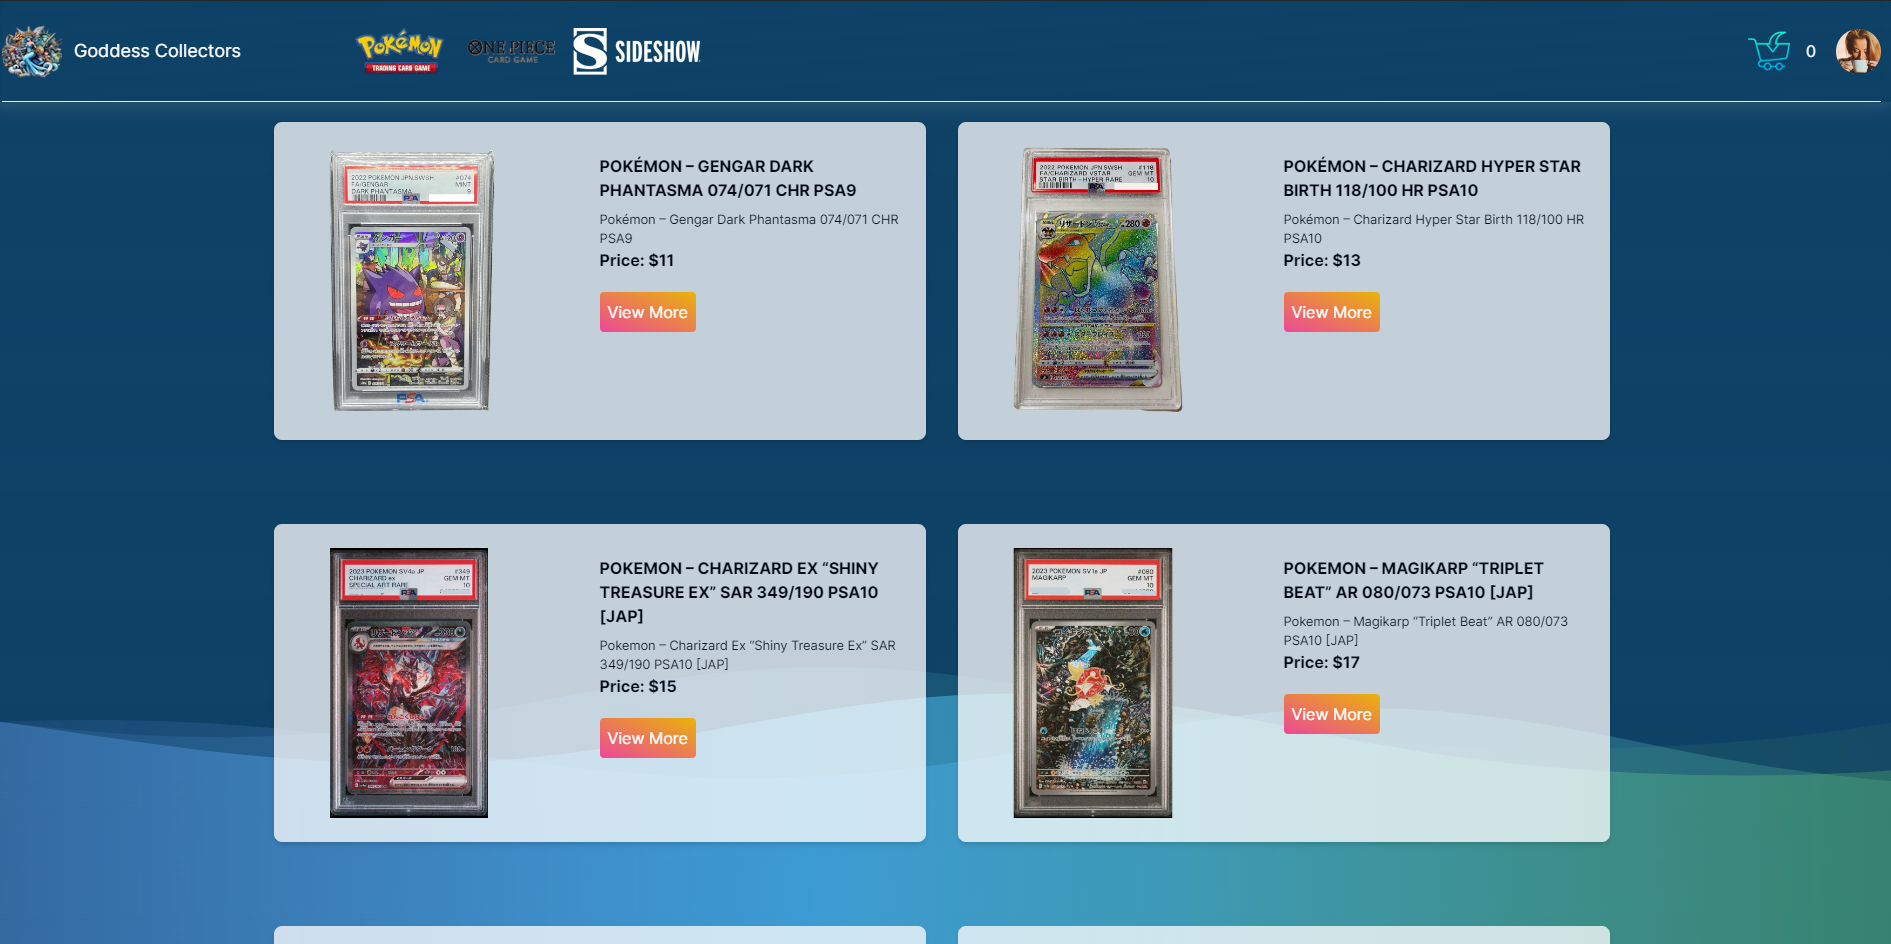 Goddess Collectors
Pokémon
TRADING CARD GAME
ONE PIECE
CARD GAME
S SIDESHOW
0
2022 POKEMON JPN.SWSH #074
FA/GENGAR MINT
DARK PHANTASMA 9
PSA
PSA
POKÉMON – GENGAR DARK
PHANTASMA 074/071 CHR PSA9
Pokémon – Gengar Dark Phantasma 074/071 CHR
PSA9
Price: $11
View More
2022 POKEMON JPN.SWSH #118
FA/CHARIZARD VSTAR GEM MT
STAR BIRTH-HYPER RARE 10
PSA
280
POKÉMON – CHARIZARD HYPER STAR
BIRTH 118/100 HR PSA10
Pokémon – Charizard Hyper Star Birth 118/100 HR
PSA10
Price: $13
View More
2023 POKEMON SV4a JP #349
CHARIZARD ex GEM MT
SPECIAL ART RARE 10
PSA
POKEMON – CHARIZARD EX “SHINY
TREASURE EX” SAR 349/190 PSA10
[JAP]
Pokemon – Charizard Ex “Shiny Treasure Ex” SAR
349/190 PSA10 [JAP]
Price: $15
View More
2023 POKEMON SV1a JP #080
MAGIKARP GEM MT
10
PSA
POKEMON – MAGIKARP “TRIPLET
BEAT” AR 080/073 PSA10 [JAP]
Pokemon – Magikarp “Triplet Beat” AR 080/073
PSA10 [JAP]
Price: $17
View More